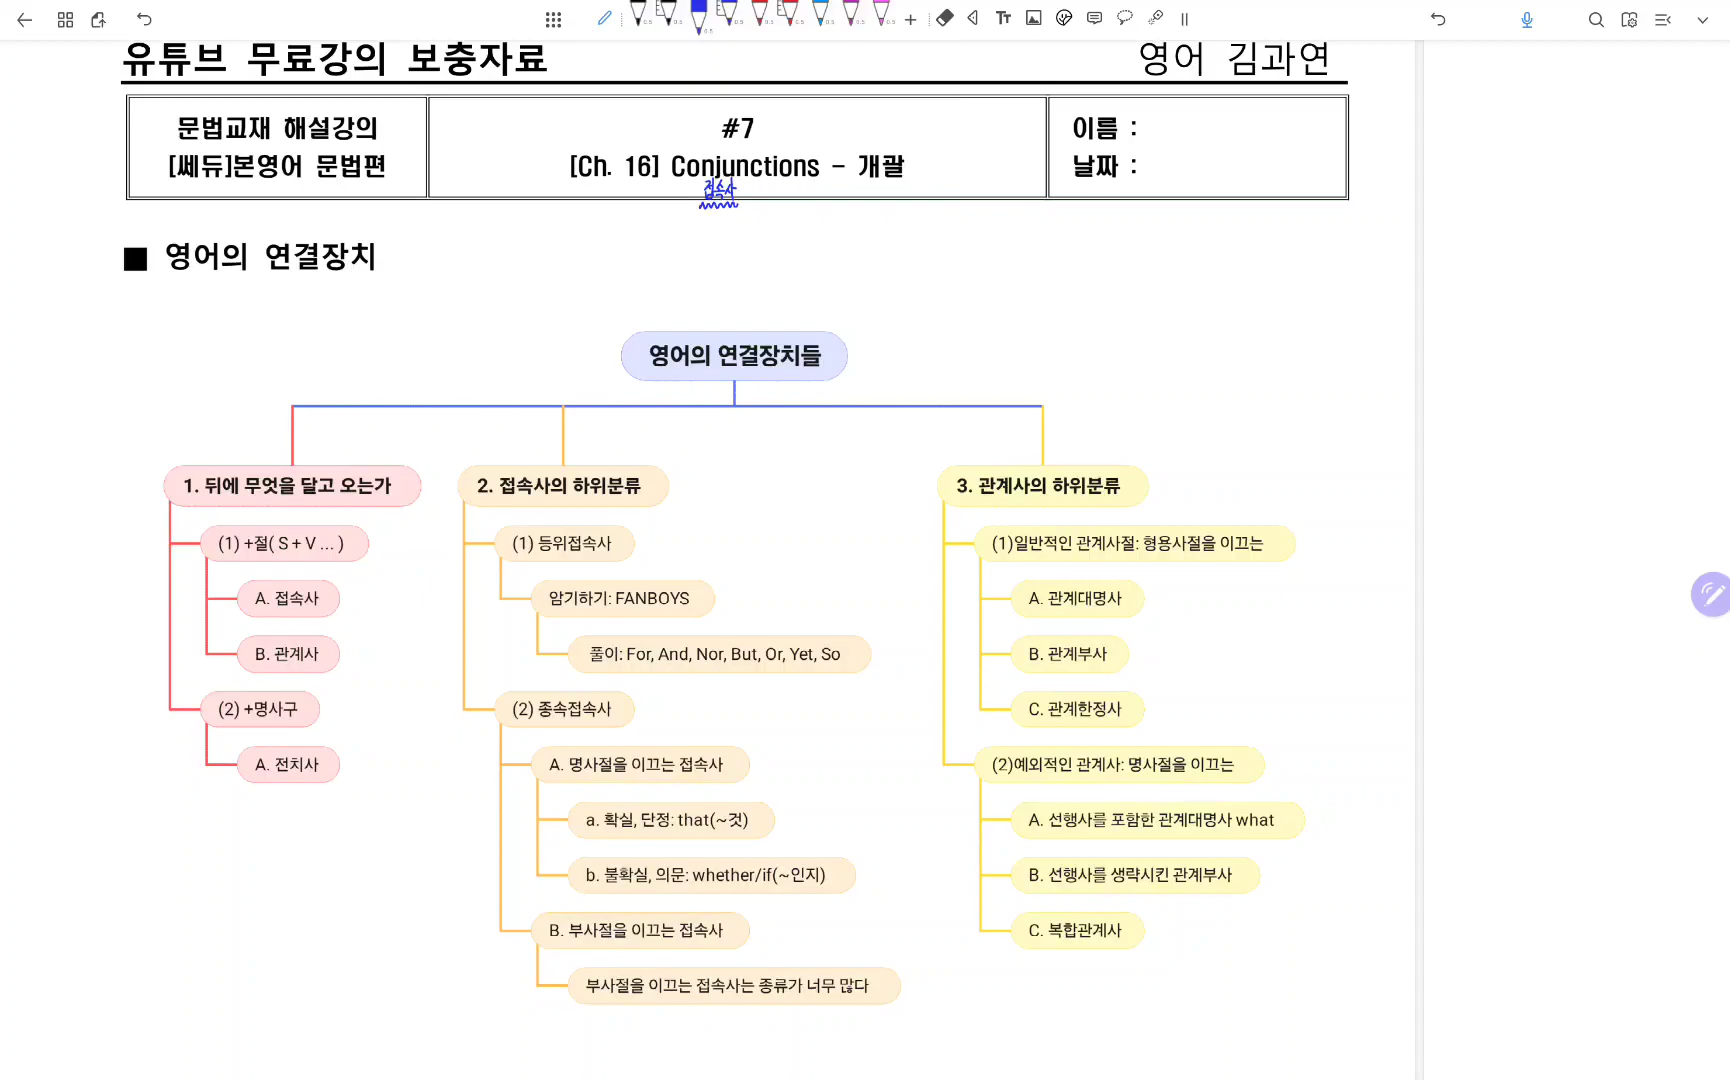 유튜브 무료강의 보충자료
영어 김과연
문법교재 해설강의
[쎄듀]본영어 문법편
#7
[Ch. 16] Conjunctions - 개괄
접속사
이름 :
날짜 :
■ 영어의 연결장치
영어의 연결장치들
1. 뒤에 무엇을 달고 오는가
(1) +절( S + V ... )
A. 접속사
B. 관계사
(2) +명사구
A. 전치사
2. 접속사의 하위분류
(1) 등위접속사
암기하기: FANBOYS
풀이: For, And, Nor, But, Or, Yet, So
(2) 종속접속사
A. 명사절을 이끄는 접속사
a. 확실, 단정: that(~것)
b. 불확실, 의문: whether/if(~인지)
B. 부사절을 이끄는 접속사
부사절을 이끄는 접속사는 종류가 너무 많다
3. 관계사의 하위분류
(1)일반적인 관계사절: 형용사절을 이끄는
A. 관계대명사
B. 관계부사
C. 관계한정사
(2)예외적인 관계사: 명사절을 이끄는
A. 선행사를 포함한 관계대명사 what
B. 선행사를 생략시킨 관계부사
C. 복합관계사